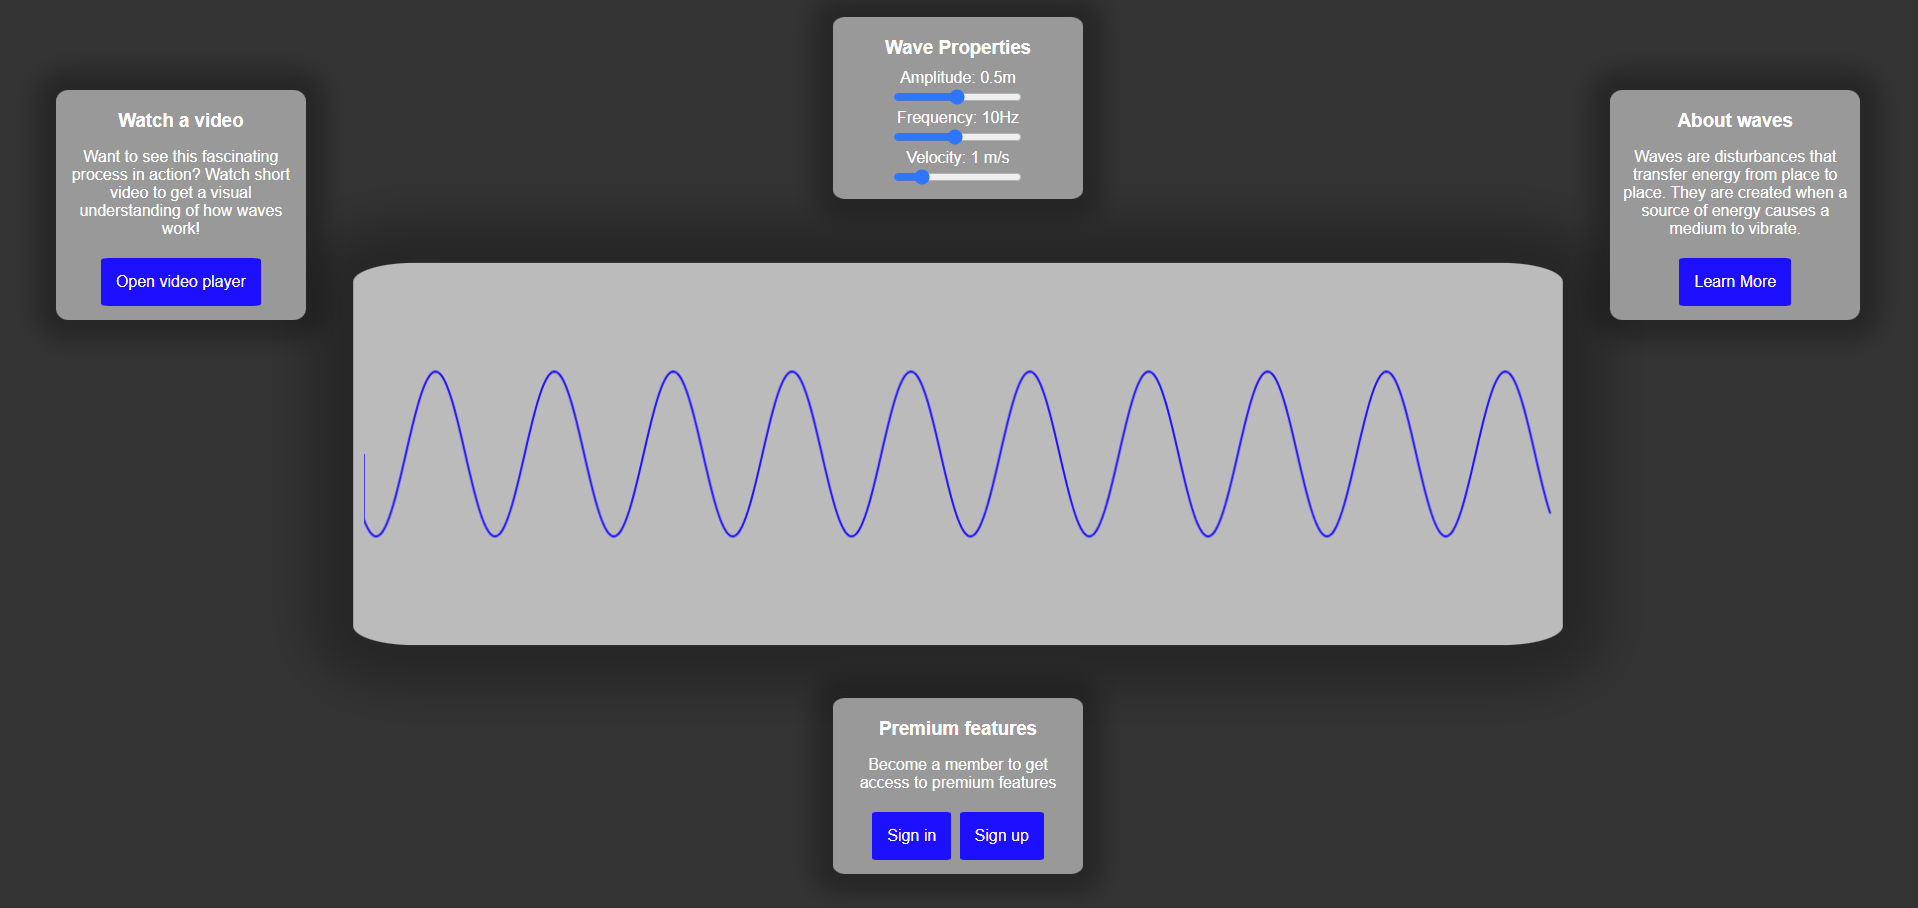 Wave Properties
Amplitude: 0.5m
Frequency: 10Hz
Velocity: 1 m/s
Watch a video
Want to see this fascinating
process in action? Watch short
video to get a visual
understanding of how waves
work!
Open video player
About waves
Waves are disturbances that
transfer energy from place to
place. They are created when a
source of energy causes a
medium to vibrate.
Learn More
Premium features
Become a member to get
access to premium features
Sign in Sign up